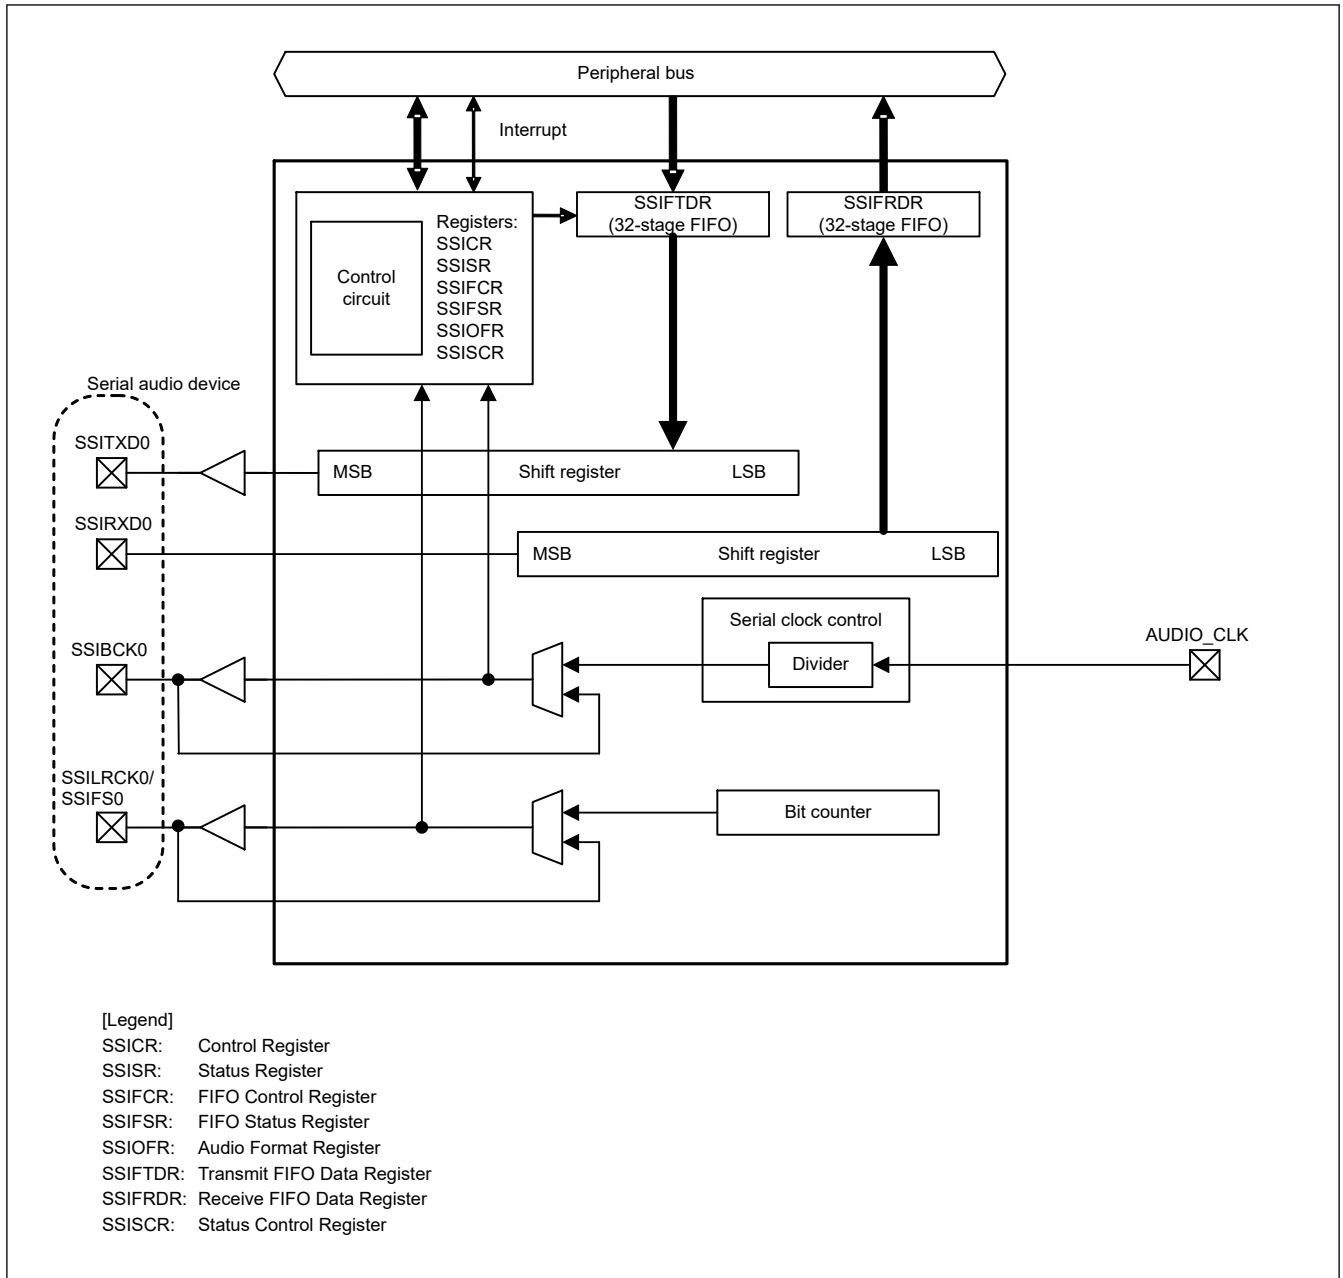 Peripheral bus
Interrupt
SSIFTDR
(32-stage FIFO)
SSIFRDR
(32-stage FIFO)
Control
circuit
Registers:
SSICR
SSISR
SSIFCR
SSIFSR
SSIOFR
SSISCR
Serial audio device
SSITXD0
MSB Shift register LSB
SSIRXD0
MSB Shift register LSB
Serial clock control
Divider
AUDIO_CLK
SSIBCK0
SSILRCK0/
SSIFS0
Bit counter
[Legend]
SSICR: Control Register
SSISR: Status Register
SSIFCR: FIFO Control Register
SSIFSR: FIFO Status Register
SSIOFR: Audio Format Register
SSIFTDR: Transmit FIFO Data Register
SSIFRDR: Receive FIFO Data Register
SSISCR: Status Control Register